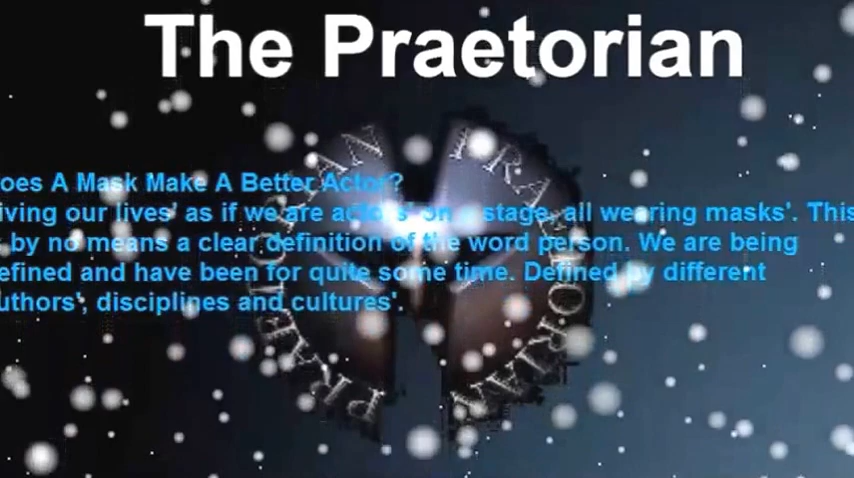 The Praetorian
oes A Mask Make A Better Actor?
iving our lives' as if we are actors' on a stage, all wearing masks'. This
by no means a clear definition of the word person. We are being
efined and have been for quite some time. Defined by different
uthors', disciplines and cultures'.
PRAETORIAN
PRAETORIAN